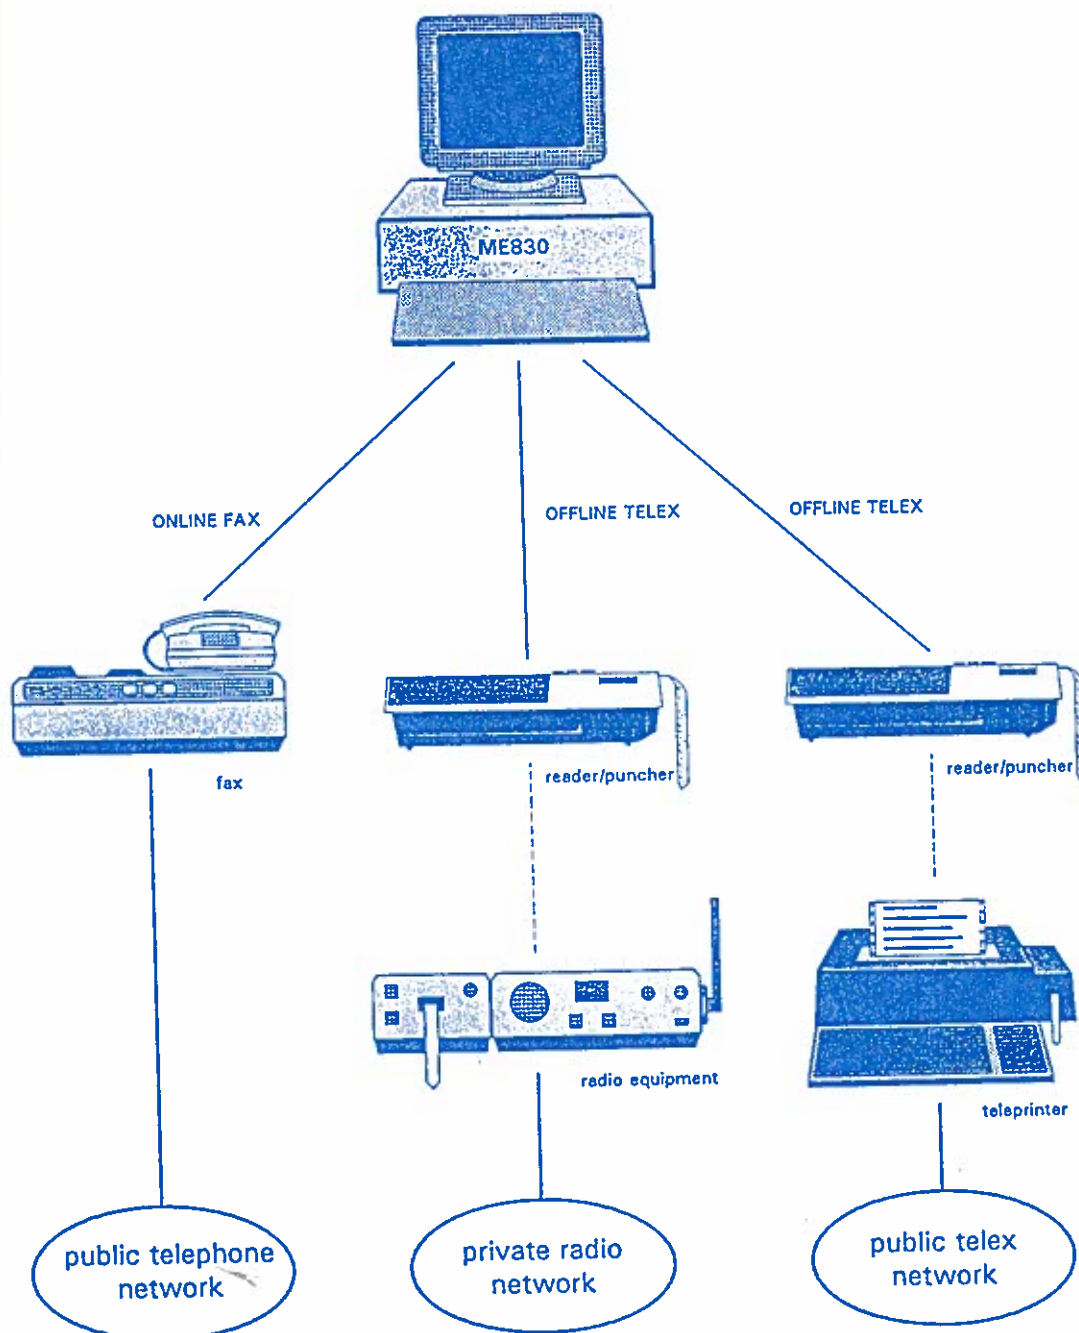 ME830
ONLINE FAX
OFFLINE TELEX
OFFLINE TELEX
fax
reader/puncher
reader/puncher
radio equipment
teleprinter
public telephone
network
private radio
network
public telex
network